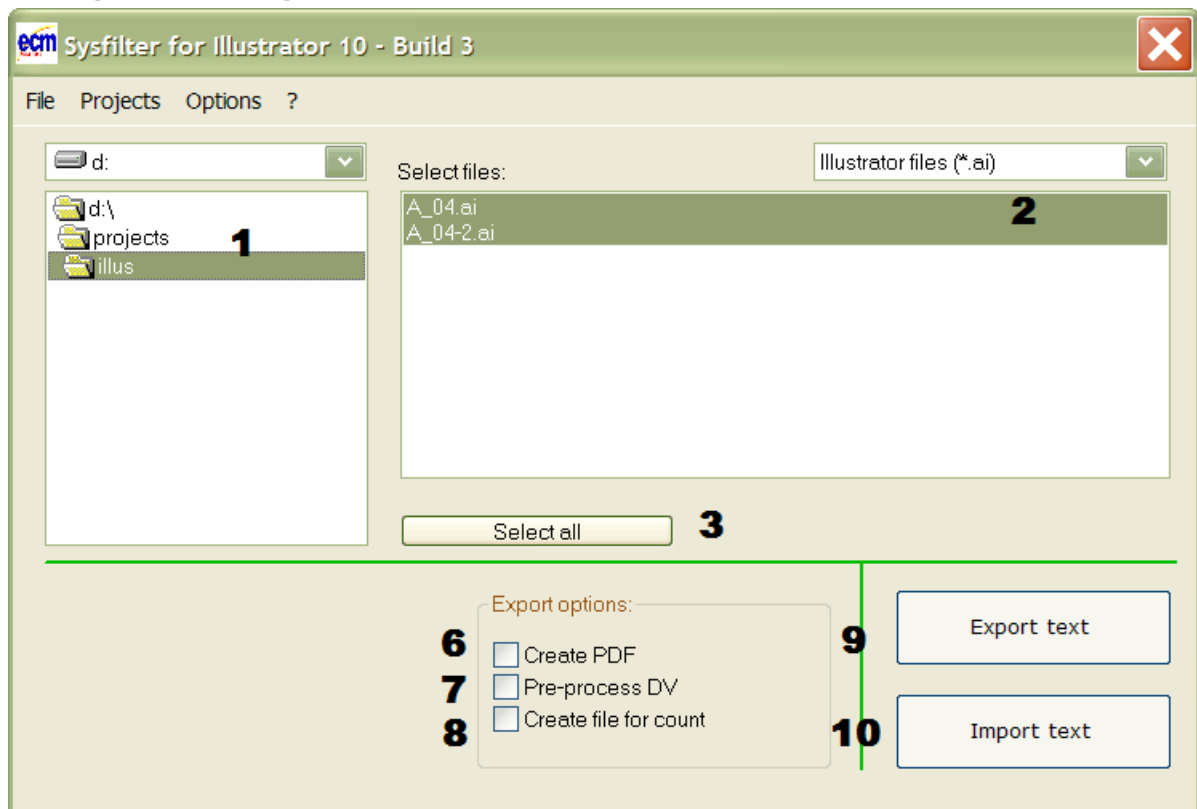 ecm Sysfilter for Illustrator 10 - Build 3
File Projects Options ?
d:
Select files:
Illustrator files (*.ai)
d:\
projects
illus
1
A_04.ai
A_04-2.ai
2
Select all
3
Export options:
6 Create PDF
7 Pre-process DV
8 Create file for count
9 Export text
10 Import text